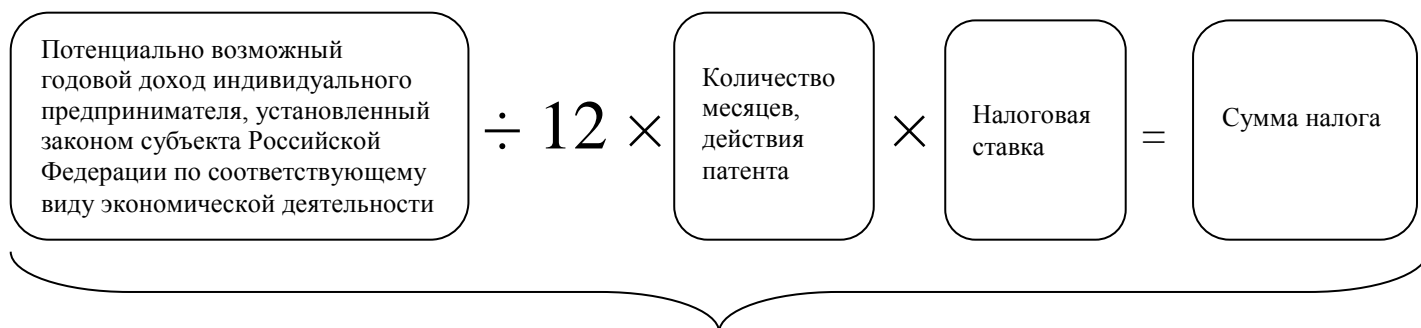 Потенциально возможный
годовой доход индивидуального
предпринимателя, установленный
законом субъекта Российской
Федерации по соответствующему
виду экономической деятельности
÷ 12 ×
Количество
месяцев,
действия
патента
×
Налоговая
ставка
=
Сумма налога